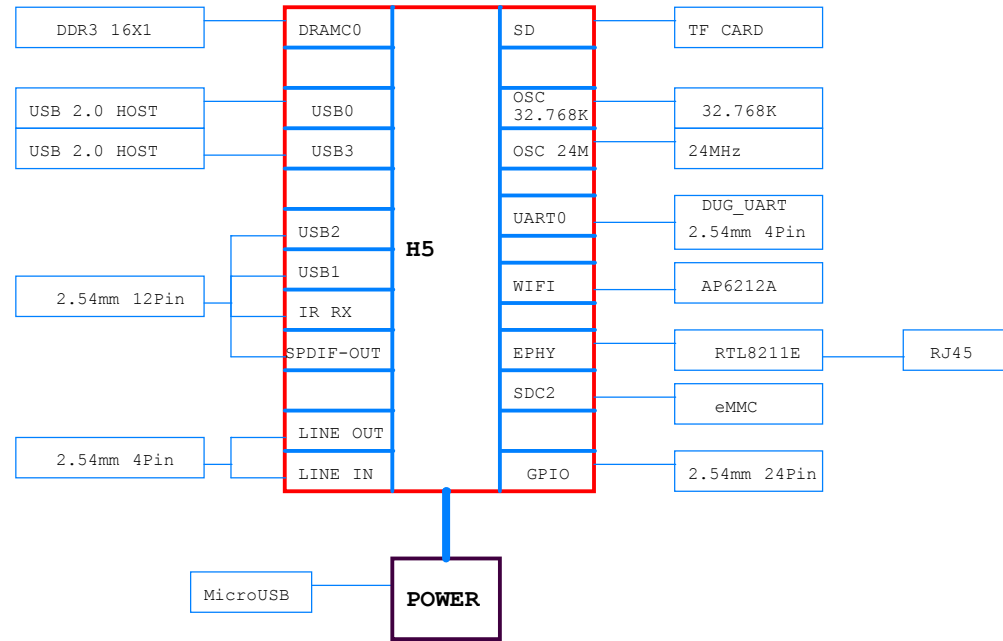 DDR3 16X1
DRAMC0
SD
TF CARD
USB 2.0 HOST
USB0
OSC
32.768K
32.768K
USB 2.0 HOST
USB3
OSC 24M
24MHz
UART0
DUG_UART
2.54mm 4Pin
USB2
H5
USB1
WIFI
AP6212A
2.54mm 12Pin
IR RX
SPDIF-OUT
EPHY
RTL8211E
RJ45
SDC2
eMMC
LINE OUT
2.54mm 4Pin
LINE IN
GPIO
2.54mm 24Pin
MicroUSB
POWER